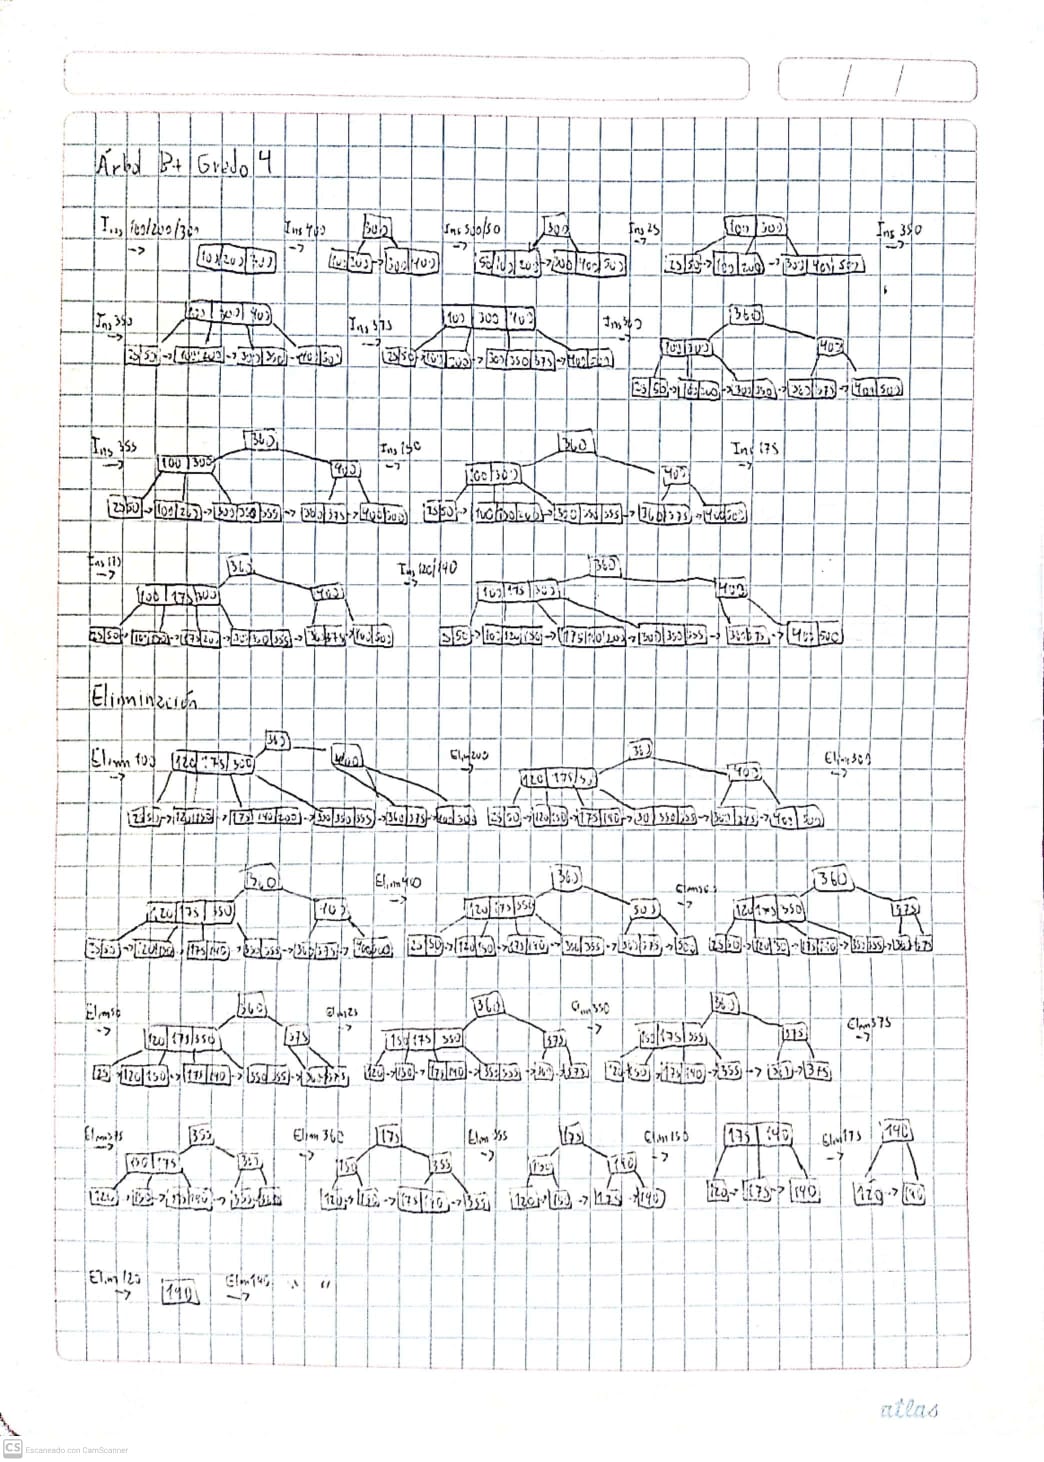 Árbol B+ Grado 4
Ins 100/200/300 → Ins 400 → Ins 500/50 → Ins 25 → Ins 350 →
300 300 100 300
100 200 300 100 200 → 300 400 50 100 200 → 300 400 500 25 50 → 100 200 → 300 400 500
Ins 350 → 100 300 400 Ins 375 → 100 300 400 Ins 360 → 360
100 300 400
25 50 → 100 200 → 300 350 → 400 500 25 50 → 100 200 → 300 350 375 → 400 500
25 50 → 100 200 → 300 350 → 360 375 → 400 500
Ins 355 → 360 Ins 150 → 360 Ins 175 →
100 300 400 100 300 400
25 50 → 100 200 → 300 350 355 → 360 375 → 400 500 25 50 → 100 150 200 → 300 350 355 → 360 375 → 400 500
Ins 175 → 360 Ins 120/140 → 360
100 175 300 400 100 175 300 400
25 50 → 100 150 → 175 200 → 300 350 355 → 360 375 → 400 500 25 50 → 100 120 150 → 175 140 200 → 300 350 355 → 360 375 → 400 500
Eliminación
Elim 100 → 360 Elim 200 → 360 Elim 300 →
120 175 300 400 120 175 300 400
25 50 → 120 150 → 175 140 200 → 300 350 355 → 360 375 → 400 500 25 50 → 120 150 → 175 140 → 300 350 355 → 360 375 → 400 500
360 Elim 400 → 360 360
120 175 350 400 120 175 350 500 120 175 350 375
25 50 → 120 150 → 175 140 → 350 355 → 360 375 → 400 500 25 50 → 120 150 → 175 140 → 350 355 → 360 375 → 500 25 50 → 120 150 → 175 140 → 350 355 → 360 375
Elim 50 → 360 Elim 25 → 360 Elim 350 → 360 Elim 375 →
120 175 350 375 150 175 350 375 150 175 355 375
25 → 120 150 → 175 140 → 350 355 → 360 375 120 → 150 → 175 140 → 350 355 → 360 → 375 120 → 150 → 175 140 → 355 → 360 → 375
Elim 375 → 355 Elim 360 → 175 Elim 355 → 175 Elim 150 → 175 140 Elim 175 → 140
150 175 360 150 355 150 140
120 → 150 → 175 140 → 355 120 → 150 → 175 140 → 355 120 → 150 → 175 → 140 120 → 175 → 140 120 → 140
Elim 120 → 140 Elim 140 → " "
atlas
CS Escaneado con CamScanner